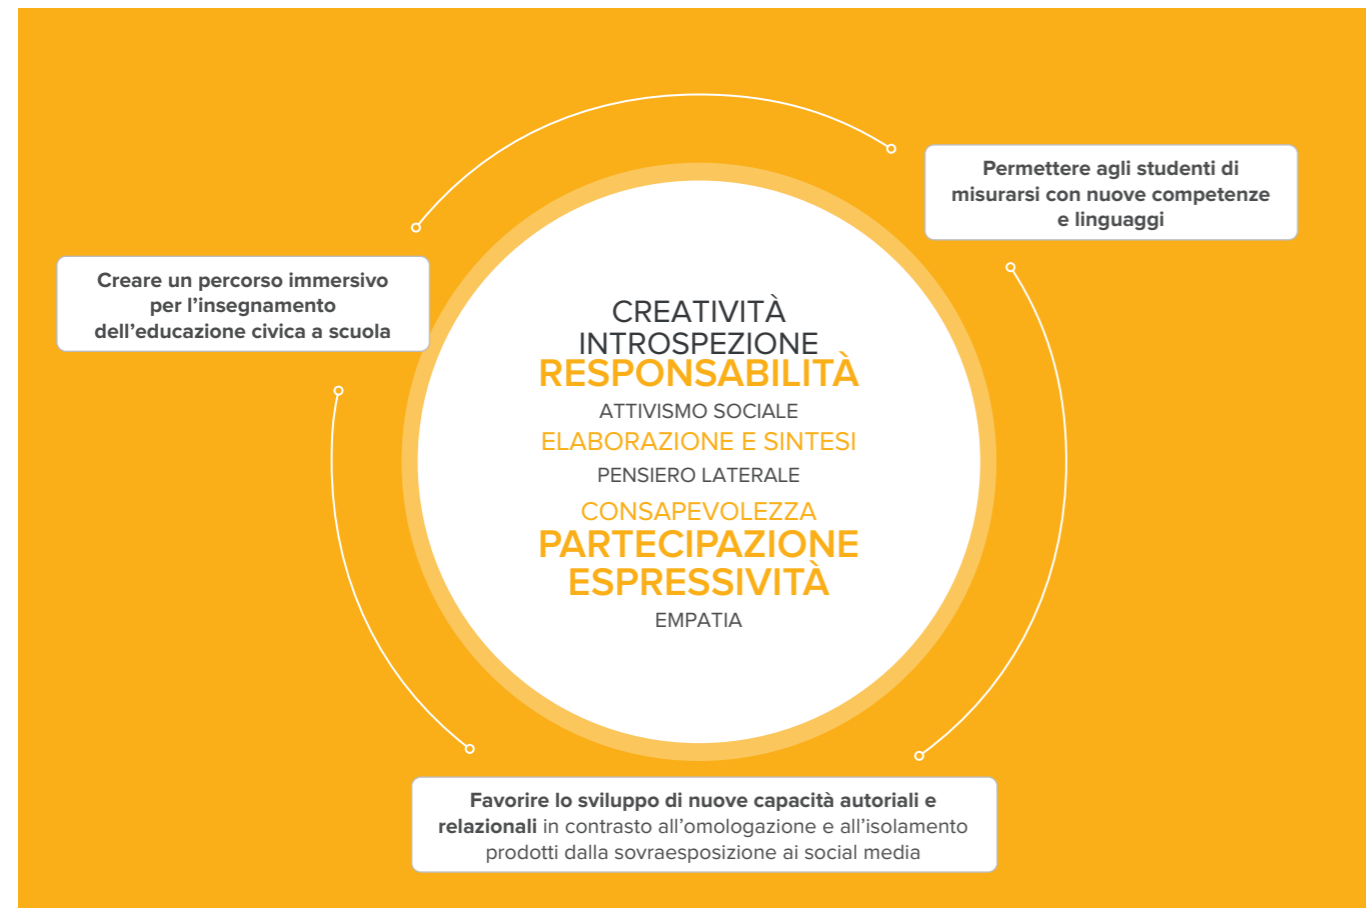 Permettere agli studenti di
misurarsi con nuove competenze
e linguaggi
Creare un percorso immersivo
per l’insegnamento
dell’educazione civica a scuola
CREATIVITÀ
INTROSPEZIONE
RESPONSABILITÀ
ATTIVISMO SOCIALE
ELABORAZIONE E SINTESI
PENSIERO LATERALE
CONSAPEVOLEZZA
PARTECIPAZIONE
ESPRESSIVITÀ
EMPATIA
Favorire lo sviluppo di nuove capacità autoriali e
relazionali in contrasto all’omologazione e all’isolamento
prodotti dalla sovraesposizione ai social media